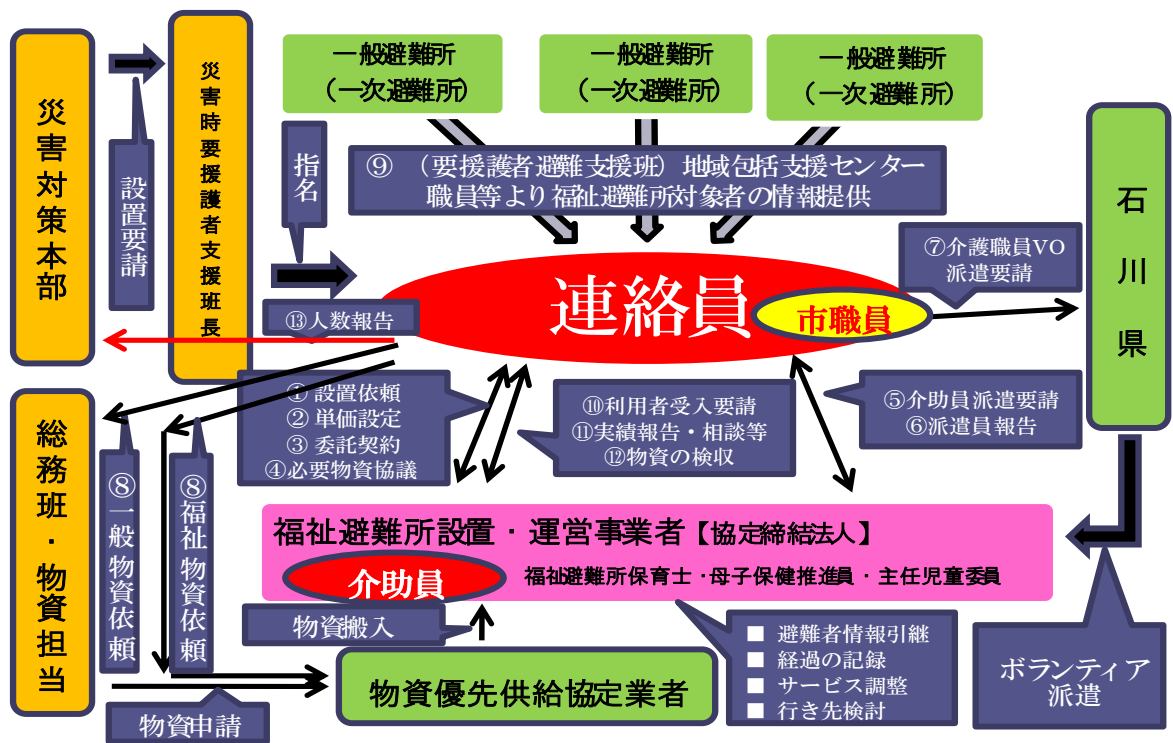 災害対策本部
設置要請
災害時要援護者支援班長
指名
一般避難所
（一次避難所）
一般避難所
（一次避難所）
一般避難所
（一次避難所）
⑨ （要援護者避難支援班）地域包括支援センター
職員等より福祉避難所対象者の情報提供
石川県
連絡員
市職員
⑦介護職員VO
派遣要請
⑬人数報告
① 設置依頼
② 単価設定
③ 委託契約
④必要物資協議
⑩利用者受入要請
⑪実績報告・相談等
⑫物資の検収
⑤介助員派遣要請
⑥派遣員報告
総務班・物資担当
⑧一般物資依頼
⑧福祉物資依頼
福祉避難所設置・運営事業者【協定締結法人】
介助員
福祉避難所保育士・母子保健推進員・主任児童委員
物資搬入
■ 避難者情報引継
■ 経過の記録
■ サービス調整
■ 行き先検討
ボランティア
派遣
物資優先供給協定業者
物資申請